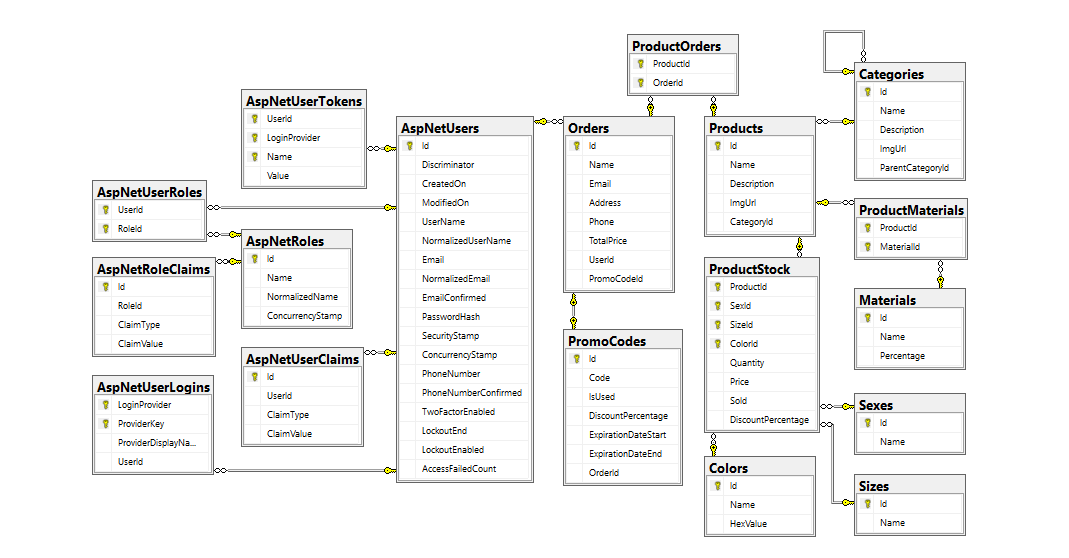 ProductOrders
ProductId
OrderId
Categories
Id
Name
Description
ImgUrl
ParentCategoryId
AspNetUserTokens
UserId
LoginProvider
Name
Value
AspNetUsers
Id
Discriminator
CreatedOn
ModifiedOn
UserName
NormalizedUserName
Email
NormalizedEmail
EmailConfirmed
PasswordHash
SecurityStamp
ConcurrencyStamp
PhoneNumber
PhoneNumberConfirmed
TwoFactorEnabled
LockoutEnd
LockoutEnabled
AccessFailedCount
Orders
Id
Name
Email
Address
Phone
TotalPrice
UserId
PromoCodeId
Products
Id
Name
Description
ImgUrl
CategoryId
AspNetUserRoles
UserId
RoleId
ProductMaterials
ProductId
MaterialId
AspNetRoles
Id
Name
NormalizedName
ConcurrencyStamp
AspNetRoleClaims
Id
RoleId
ClaimType
ClaimValue
ProductStock
ProductId
SexId
SizeId
ColorId
Quantity
Price
Sold
DiscountPercentage
Materials
Id
Name
Percentage
PromoCodes
Id
Code
IsUsed
DiscountPercentage
ExpirationDateStart
ExpirationDateEnd
OrderId
AspNetUserClaims
Id
UserId
ClaimType
ClaimValue
AspNetUserLogins
LoginProvider
ProviderKey
ProviderDisplayNa...
UserId
Sexes
Id
Name
Colors
Id
Name
HexValue
Sizes
Id
Name